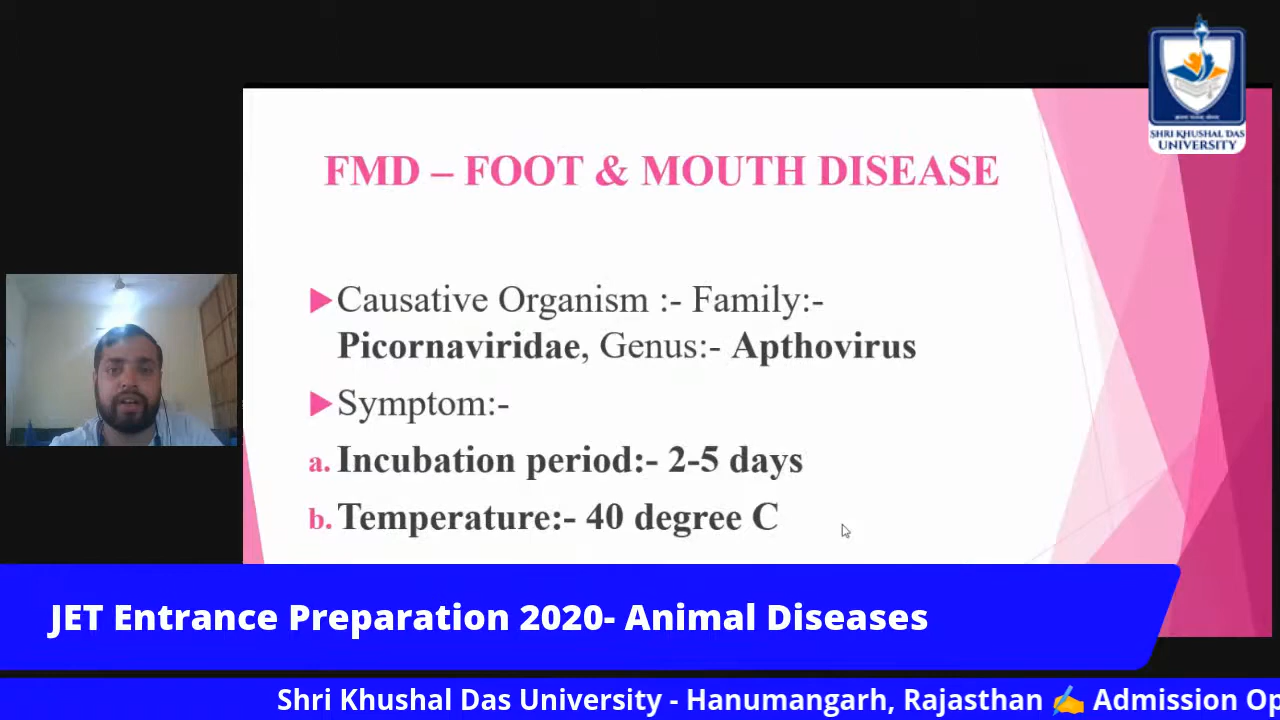 SHRI KHUSHAL DAS
UNIVERSITY
FMD – FOOT & MOUTH DISEASE
Causative Organism :- Family:-
Picornaviridae, Genus:- Apthovirus
Symptom:-
a. Incubation period:- 2-5 days
b. Temperature:- 40 degree C
JET Entrance Preparation 2020- Animal Diseases
Shri Khushal Das University - Hanumangarh, Rajasthan ✍️ Admission Op